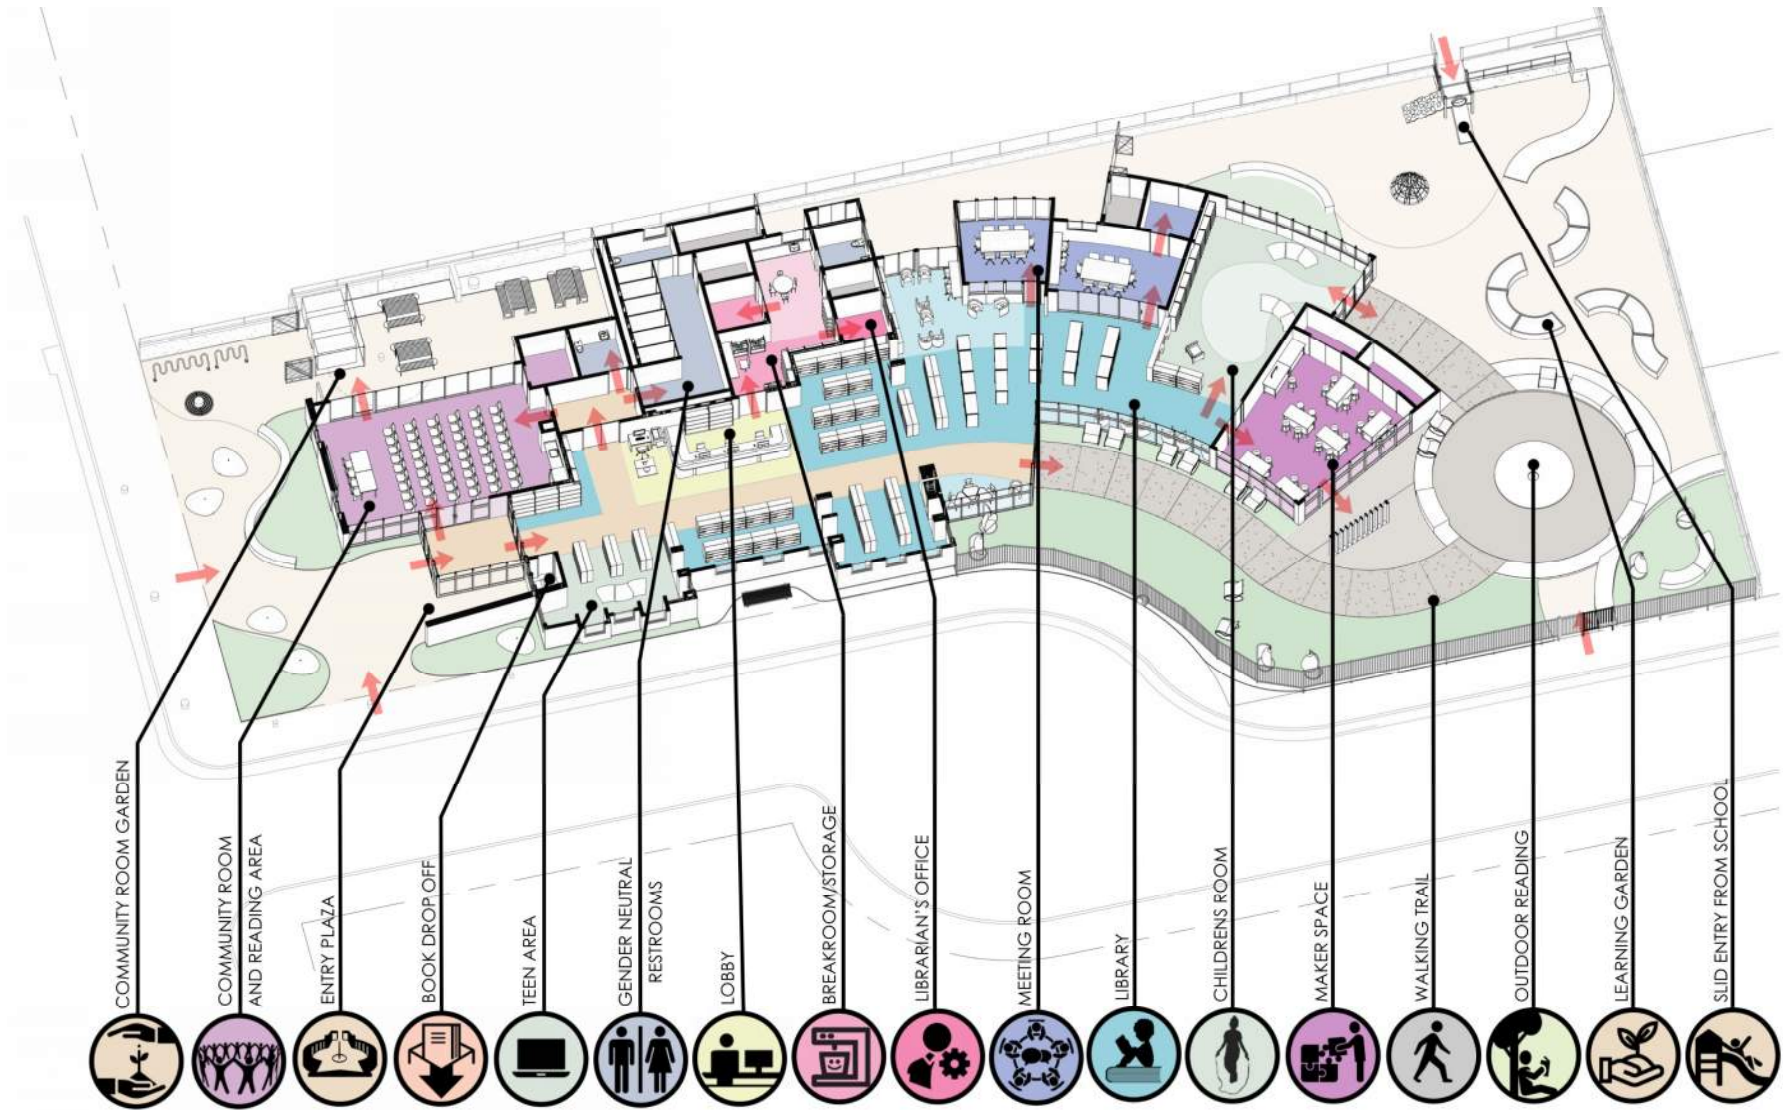 COMMUNITY ROOM GARDEN
COMMUNITY ROOM
AND READING AREA
ENTRY PLAZA
BOOK DROP OFF
TEEN AREA
GENDER NEUTRAL
RESTROOMS
LOBBY
BREAKROOM/STORAGE
LIBRARIAN'S OFFICE
MEETING ROOM
LIBRARY
CHILDRENS ROOM
MAKER SPACE
WALKING TRAIL
OUTDOOR READING
LEARNING GARDEN
SLID ENTRY FROM SCHOOL